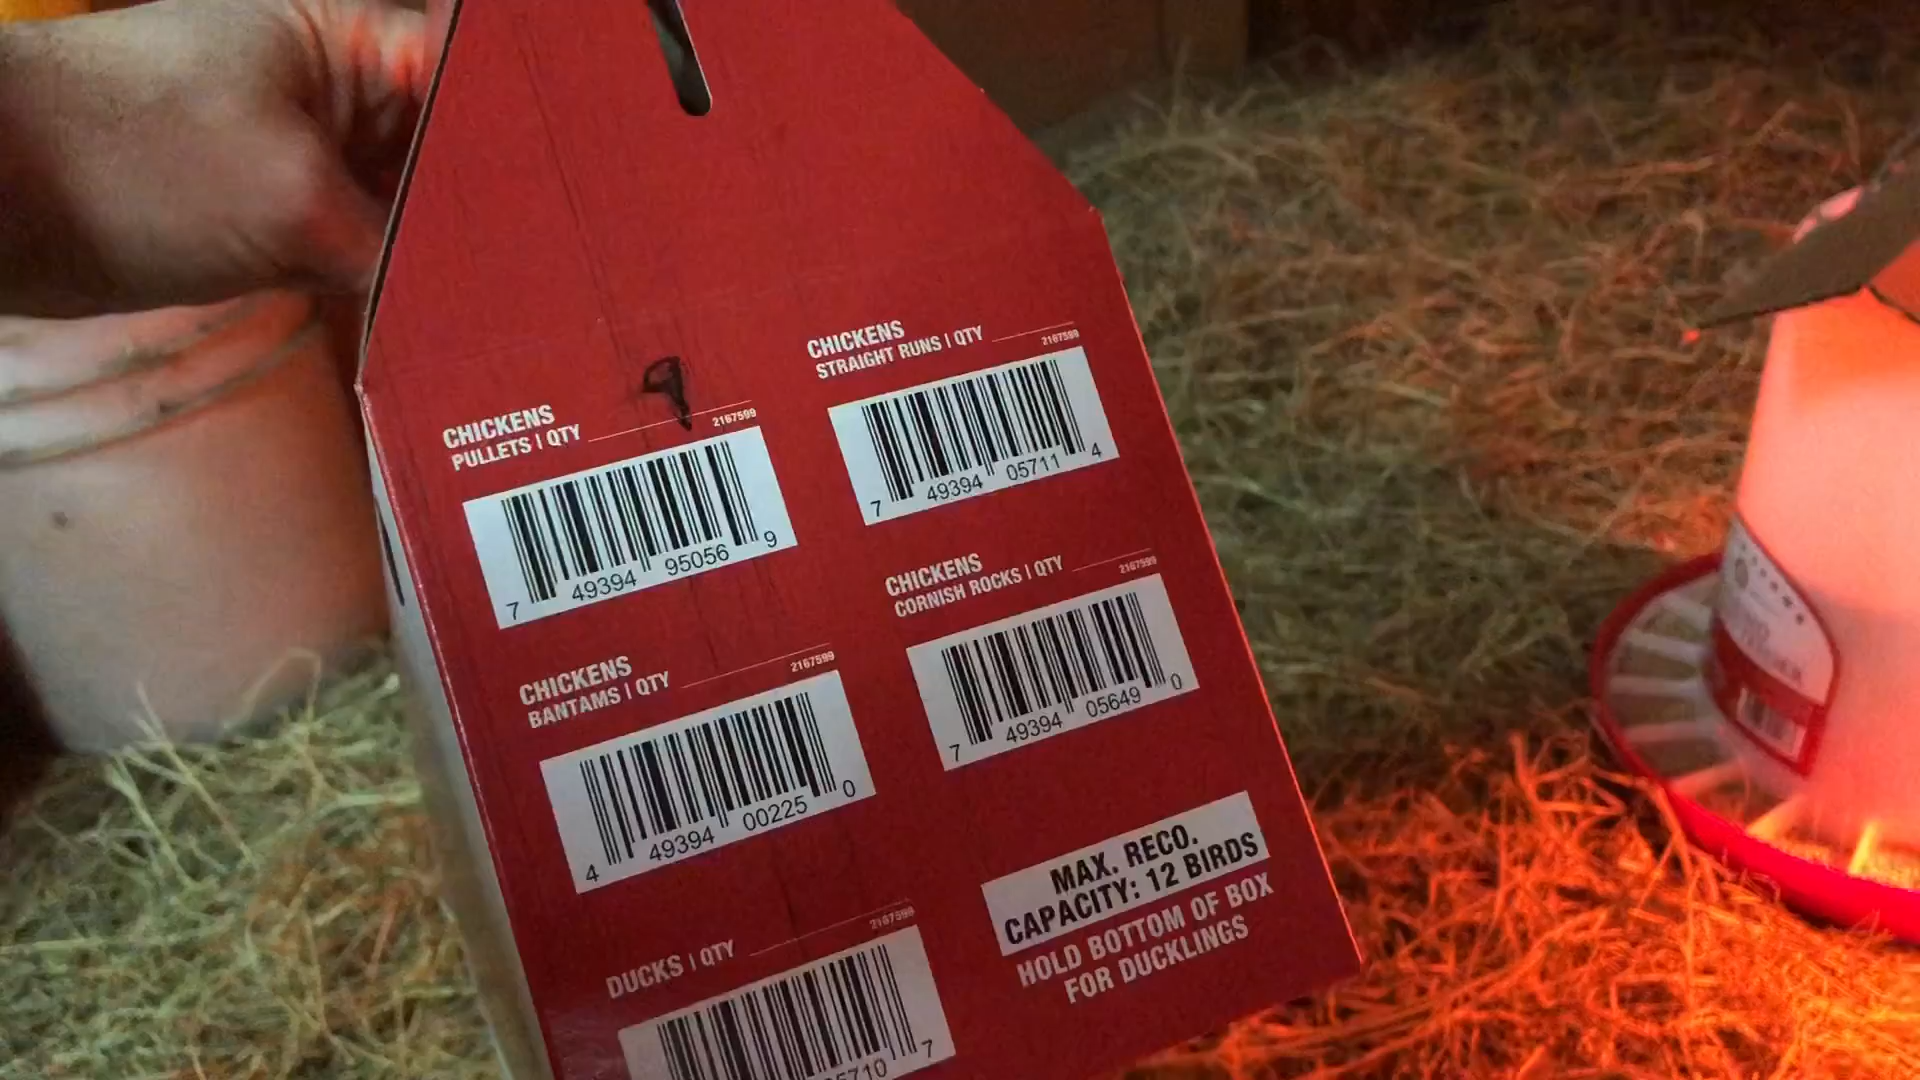 CHICKENS
PULLETS | QTY
9
2167599
7 49394 95056 9
CHICKENS
STRAIGHT RUNS | QTY
2167599
7 49394 05711 4
CHICKENS
BANTAMS | QTY
2167599
4 49394 00225 0
CHICKENS
CORNISH ROCKS | QTY
2167599
7 49394 05649 0
DUCKS | QTY
2167599
5710 7
MAX. RECO.
CAPACITY: 12 BIRDS
HOLD BOTTOM OF BOX
FOR DUCKLINGS